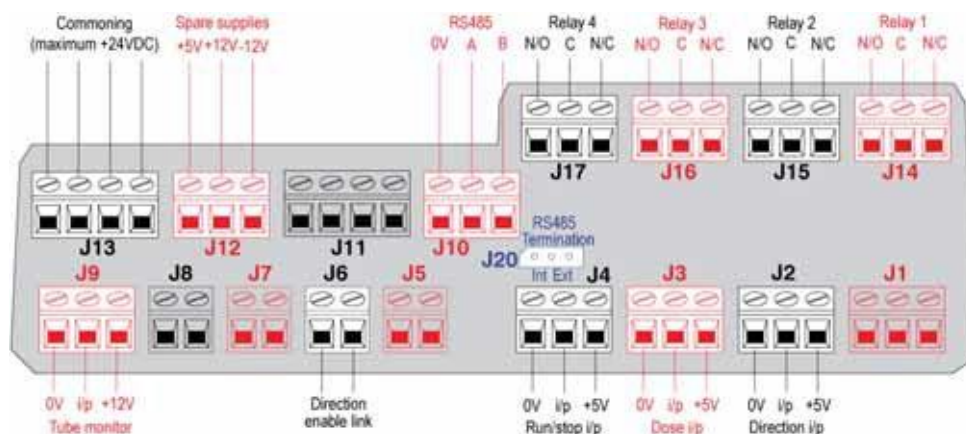 Commoning
(maximum +24VDC)
Spare supplies
+5V +12V -12V
RS485
0V A B
Relay 4
N/O C N/C
Relay 3
N/O C N/C
Relay 2
N/O C N/C
Relay 1
N/O C N/C
J17 J16 J15 J14
J13 J12 J11 J10
RS485
Termination
J20
Int Ext
J9 J8 J7 J6 J5 J4 J3 J2 J1
0V i/p +12V
Tube monitor
Direction
enable link
0V i/p +5V
Run/stop i/p
0V i/p +5V
Dose i/p
0V i/p +5V
Direction i/p